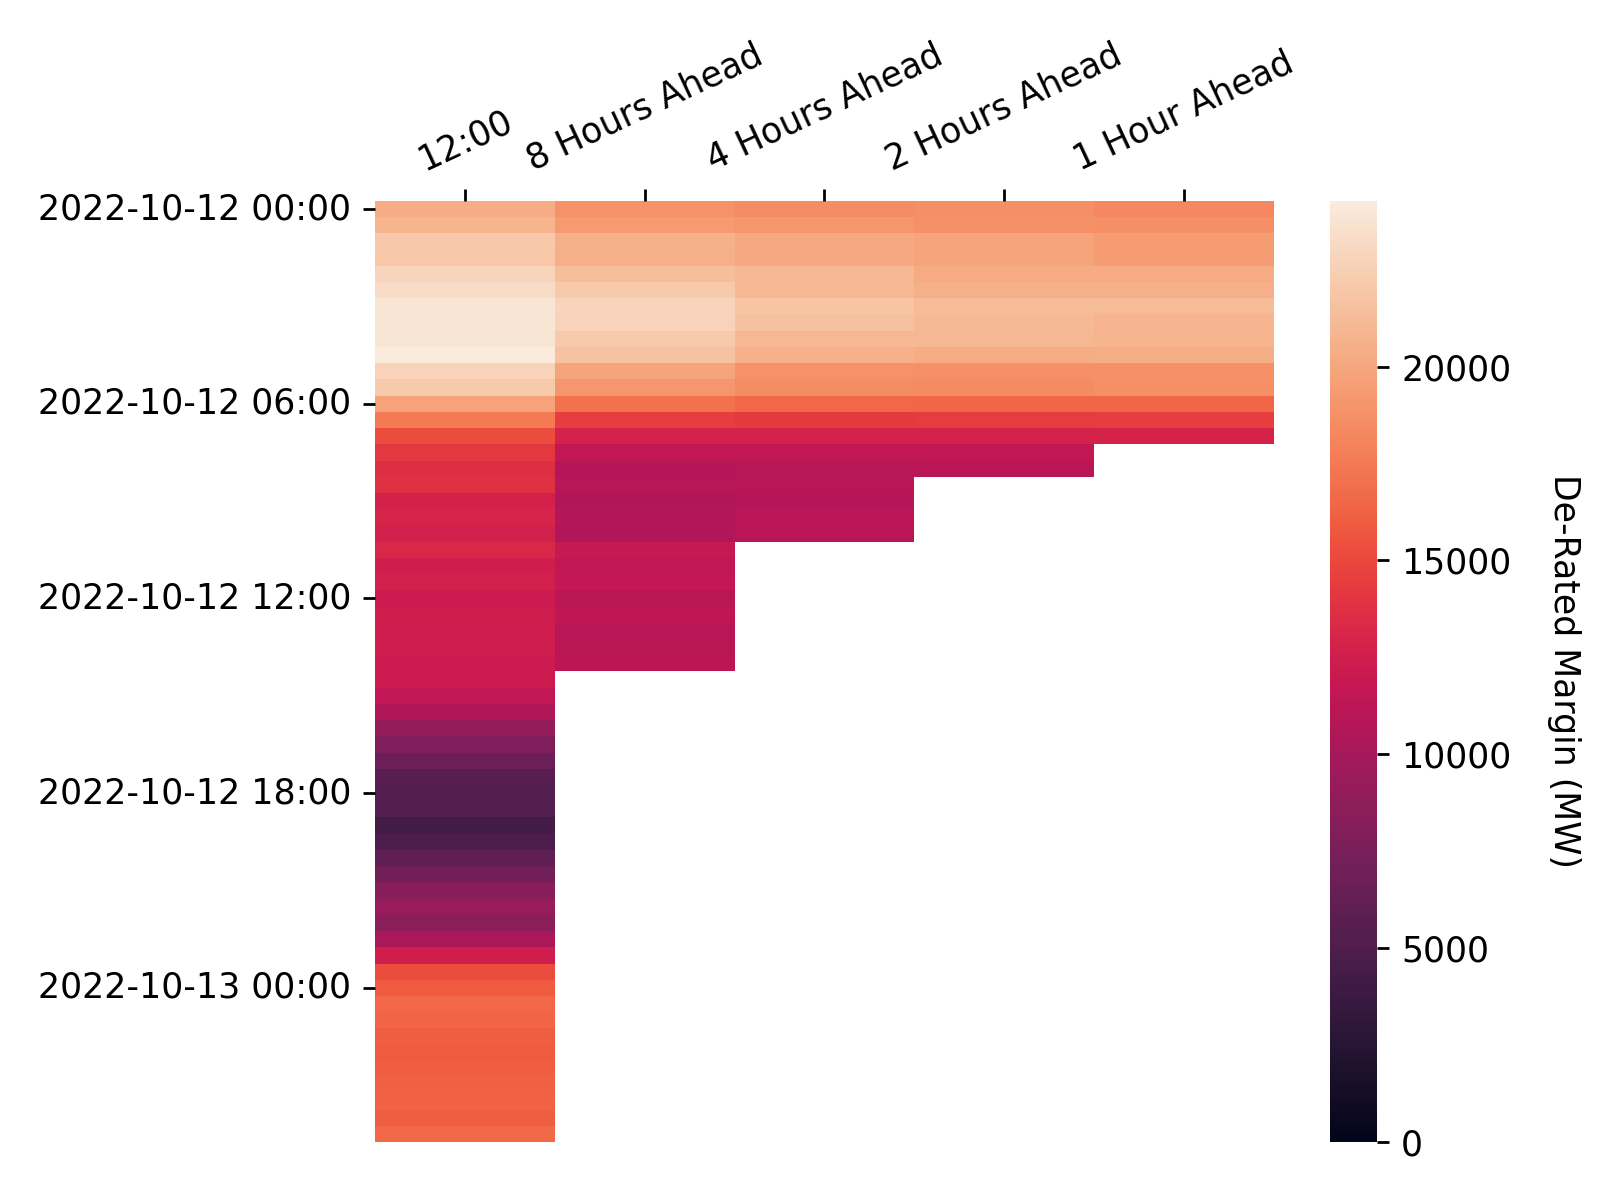 12:00
8 Hours Ahead
4 Hours Ahead
2 Hours Ahead
1 Hour Ahead
2022-10-12 00:00
2022-10-12 06:00
2022-10-12 12:00
2022-10-12 18:00
2022-10-13 00:00
20000
15000
10000
5000
0
De-Rated Margin (MW)